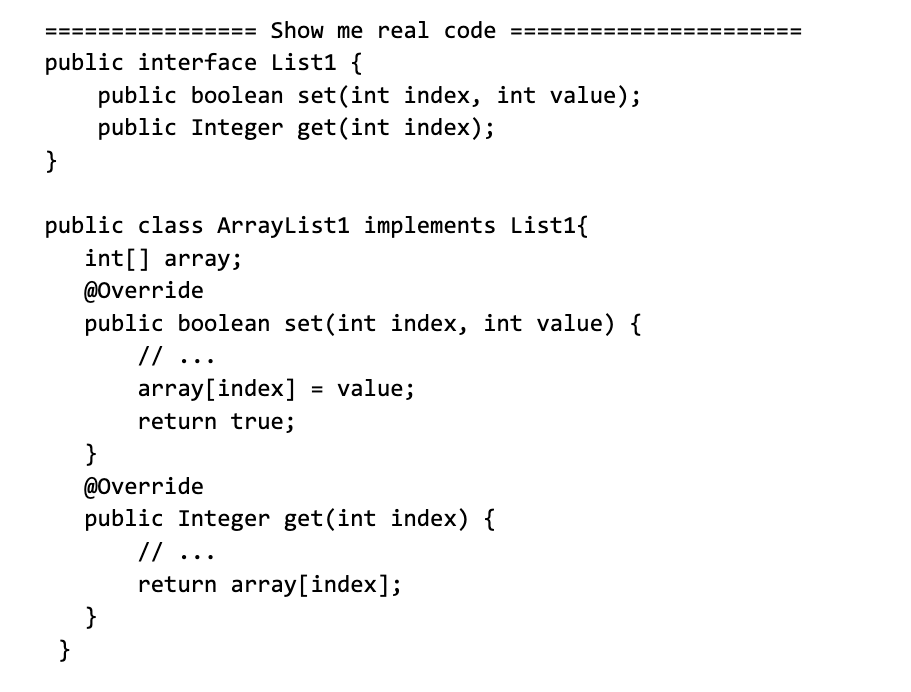 ================ Show me real code ======================
public interface List1 {
    public boolean set(int index, int value);
    public Integer get(int index);
}

public class ArrayList1 implements List1{
   int[] array;
   @Override
   public boolean set(int index, int value) {
       // ...
       array[index] = value;
       return true;
   }
   @Override
   public Integer get(int index) {
       // ...
       return array[index];
   }
 }